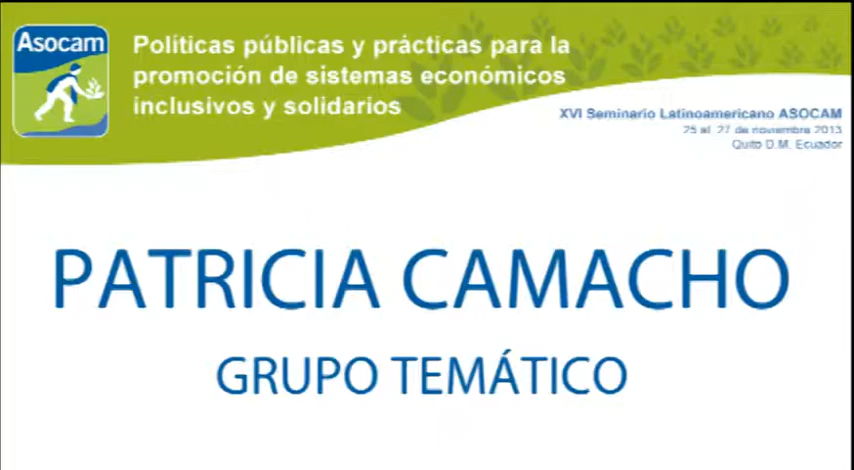 Asocam
Políticas públicas y prácticas para la
promoción de sistemas económicos
inclusivos y solidarios
XVI Seminario Latinoamericano ASOCAM
25 al 27 de noviembre 2013
Quito D.M. Ecuador
PATRICIA CAMACHO
GRUPO TEMÁTICO